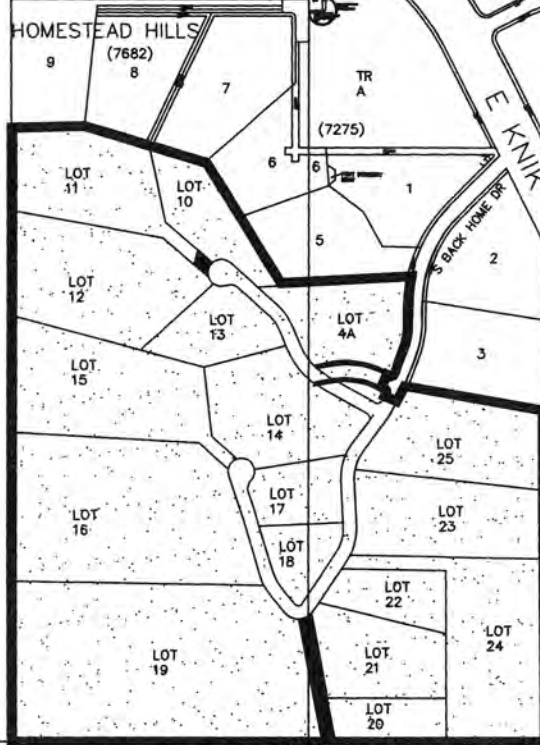 HOMESTEAD HILLS
(7682)
9
8
7
TR
A
(7275)
E KNIK
6
6
1
S BACK HOME DR
2
5
3
LOT
11
LOT
10
LOT
12
LOT
13
LOT
4A
LOT
15
LOT
14
LOT
25
LOT
16
LOT
17
LOT
23
LOT
18
LOT
22
LOT
24
LOT
19
LOT
21
LOT
20